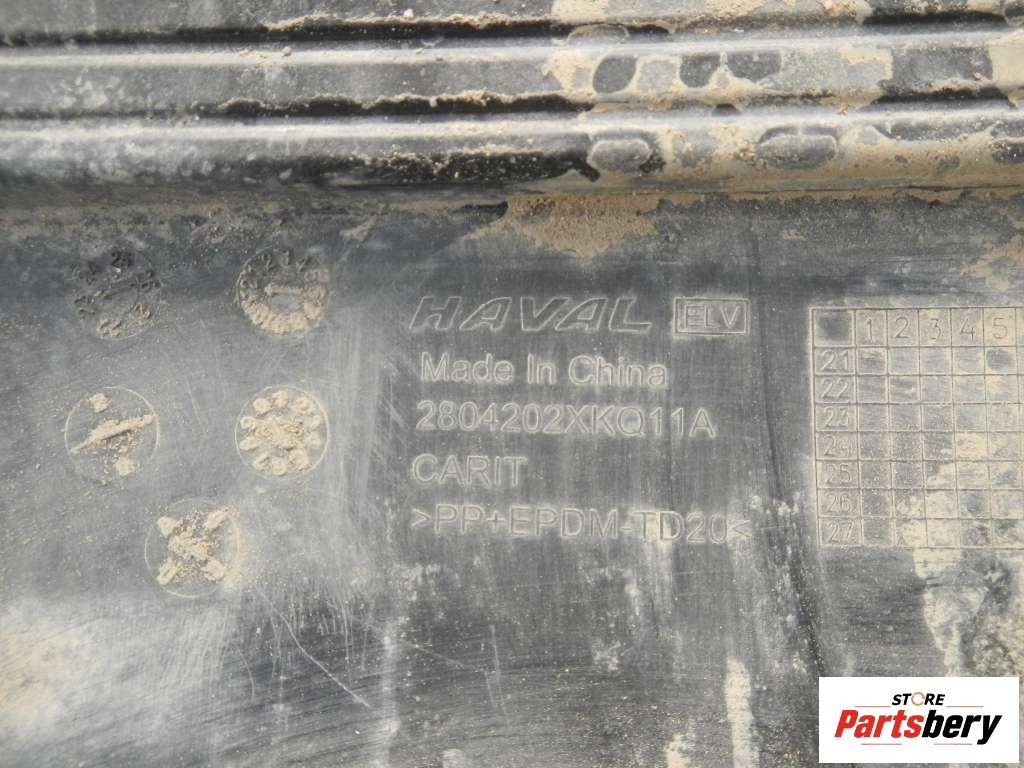 HAVAL ELV
Made In China
2804202XKQ11A
CARIT
>PP+EPDM-TD20<
1 2 3 4 5
21
22
23
24
25
26
27
STORE
Partsbery